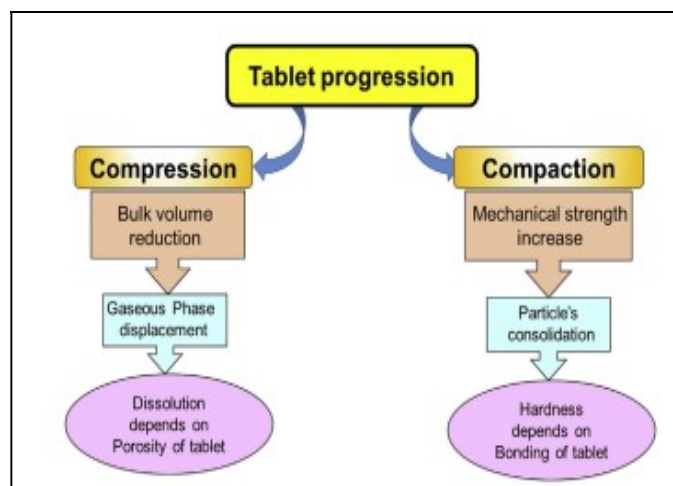 Tablet progression
Compression
Bulk volume
reduction
Gaseous Phase
displacement
Dissolution
depends on
Porosity of tablet
Compaction
Mechanical strength
increase
Particle's
consolidation
Hardness
depends on
Bonding of tablet